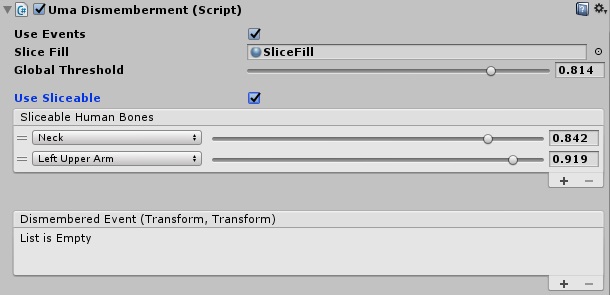 Uma Dismemberment (Script)
Use Events
Slice Fill SliceFill
Global Threshold 0.814
Use Sliceable
Sliceable Human Bones
Neck 0.842
Left Upper Arm 0.919
Dismembered Event (Transform, Transform)
List is Empty